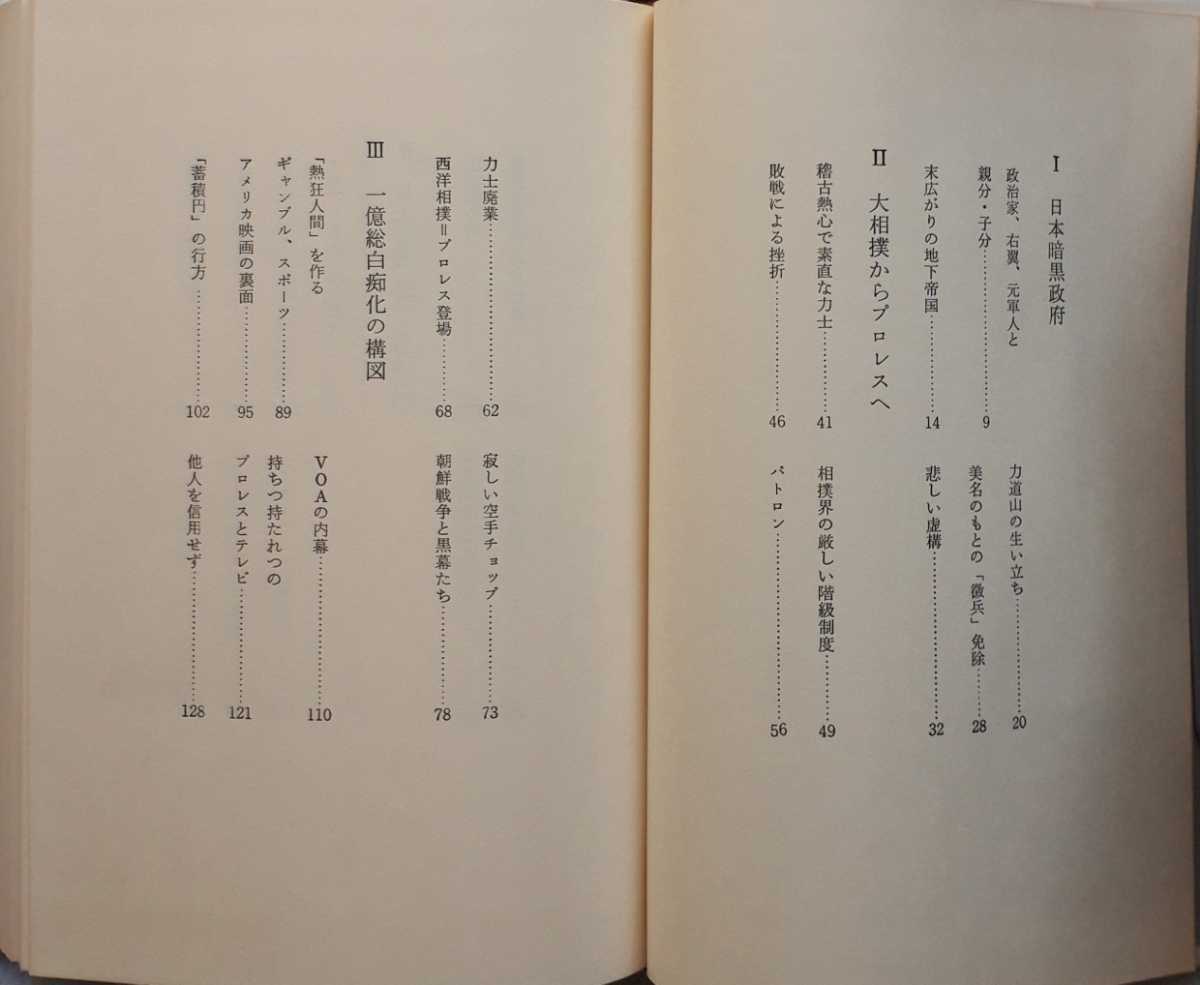 Ⅰ 日本暗黒政府
政治家、右翼、元軍人と
親分・子分……………………9
末広がりの地下帝国…………14
力道山の生い立ち……………20
美名のもとの「徴兵」免除……28
悲しい虚構……………………32
Ⅱ 大相撲からプロレスへ
稽古熱心で素直な力士………41
敗戦による挫折………………46
相撲界の厳しい階級制度……49
パトロン………………………56
力士廃業………………………62
西洋相撲＝プロレス登場……68
寂しい空手チョップ…………73
朝鮮戦争と黒幕たち…………78
Ⅲ 一億総白痴化の構図
「熱狂人間」を作る
ギャンブル、スポーツ………89
アメリカ映画の裏面…………95
「蓄積円」の行方……………102
VOAの内幕……………………110
持ちつ持たれつの
プロレスとテレビ……………121
他人を信用せず………………128